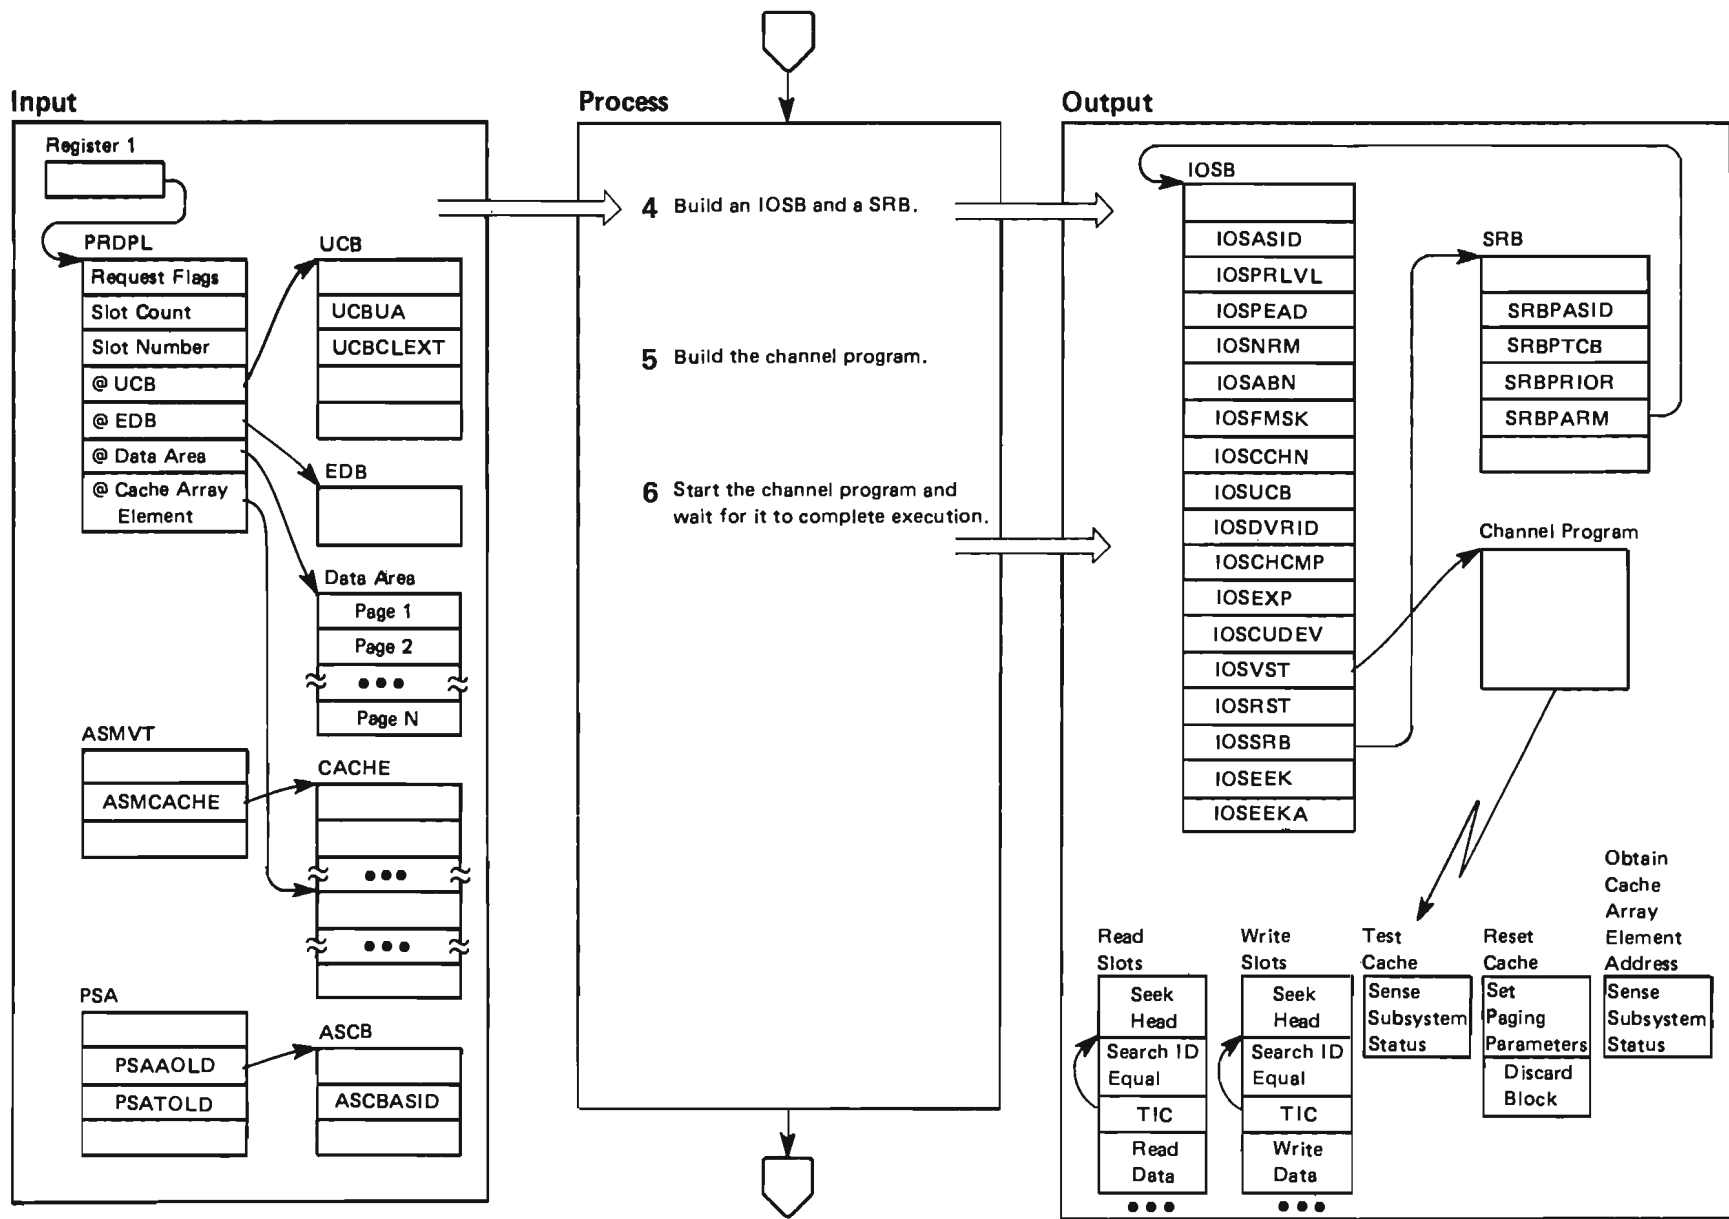 Input
Register 1
PRDPL
Request Flags
Slot Count
Slot Number
@ UCB
@ EDB
@ Data Area
@ Cache Array
Element
UCB
UCBUA
UCBCLEXT
EDB
Data Area
Page 1
Page 2
•••
Page N
ASMVT
ASMCACHE
CACHE
•••
•••
PSA
PSAAOLD
PSATOLD
ASCB
ASCBASID
Process
4 Build an IOSB and a SRB.
5 Build the channel program.
6 Start the channel program and
wait for it to complete execution.
Output
IOSB
IOSASID
IOSPRLVL
IOSPEAD
IOSNRM
IOSABN
IOSFMSK
IOSCCHN
IOSUCB
IOSDVRID
IOSCHCMP
IOSEXP
IOSCUDEV
IOSVST
IOSRST
IOSSRB
IOSEEK
IOSEEKA
SRB
SRBPASID
SRBPTCB
SRBPRIOR
SRBPARM
Channel Program
Read
Slots
Seek
Head
Search ID
Equal
TIC
Read
Data
•••
Write
Slots
Seek
Head
Search ID
Equal
TIC
Write
Data
•••
Test
Cache
Sense
Subsystem
Status
Reset
Cache
Set
Paging
Parameters
Discard
Block
Obtain
Cache
Array
Element
Address
Sense
Subsystem
Status